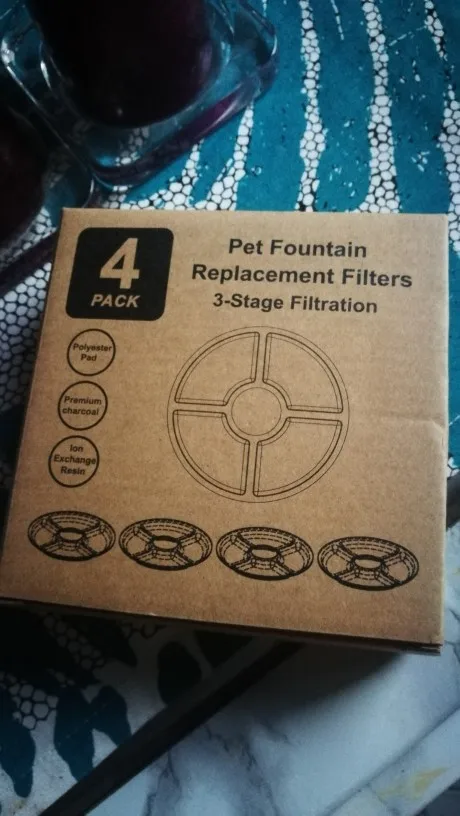 4
PACK
Pet Fountain
Replacement Filters
3-Stage Filtration
Polyester
Pad
Premium
charcoal
Ion
Exchange
Resin